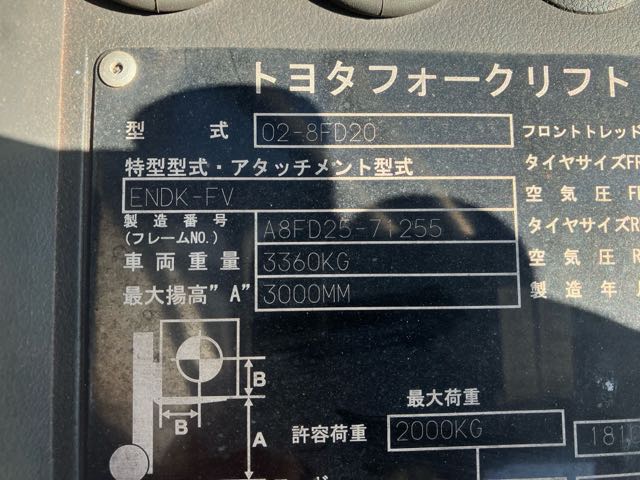 トヨタフォークリフト
型式 02-8FD20 フロントトレッド
特型型式・アタッチメント型式 タイヤサイズFR
ENDK-FV 空気圧 FR
製造番号 A8FD25-71255 タイヤサイズR
(フレームNO.)
車両重量 3360KG 空気圧 R
最大揚高"A" 3000MM 製造年月
B
最大荷重
B A 許容荷重 2000KG 181